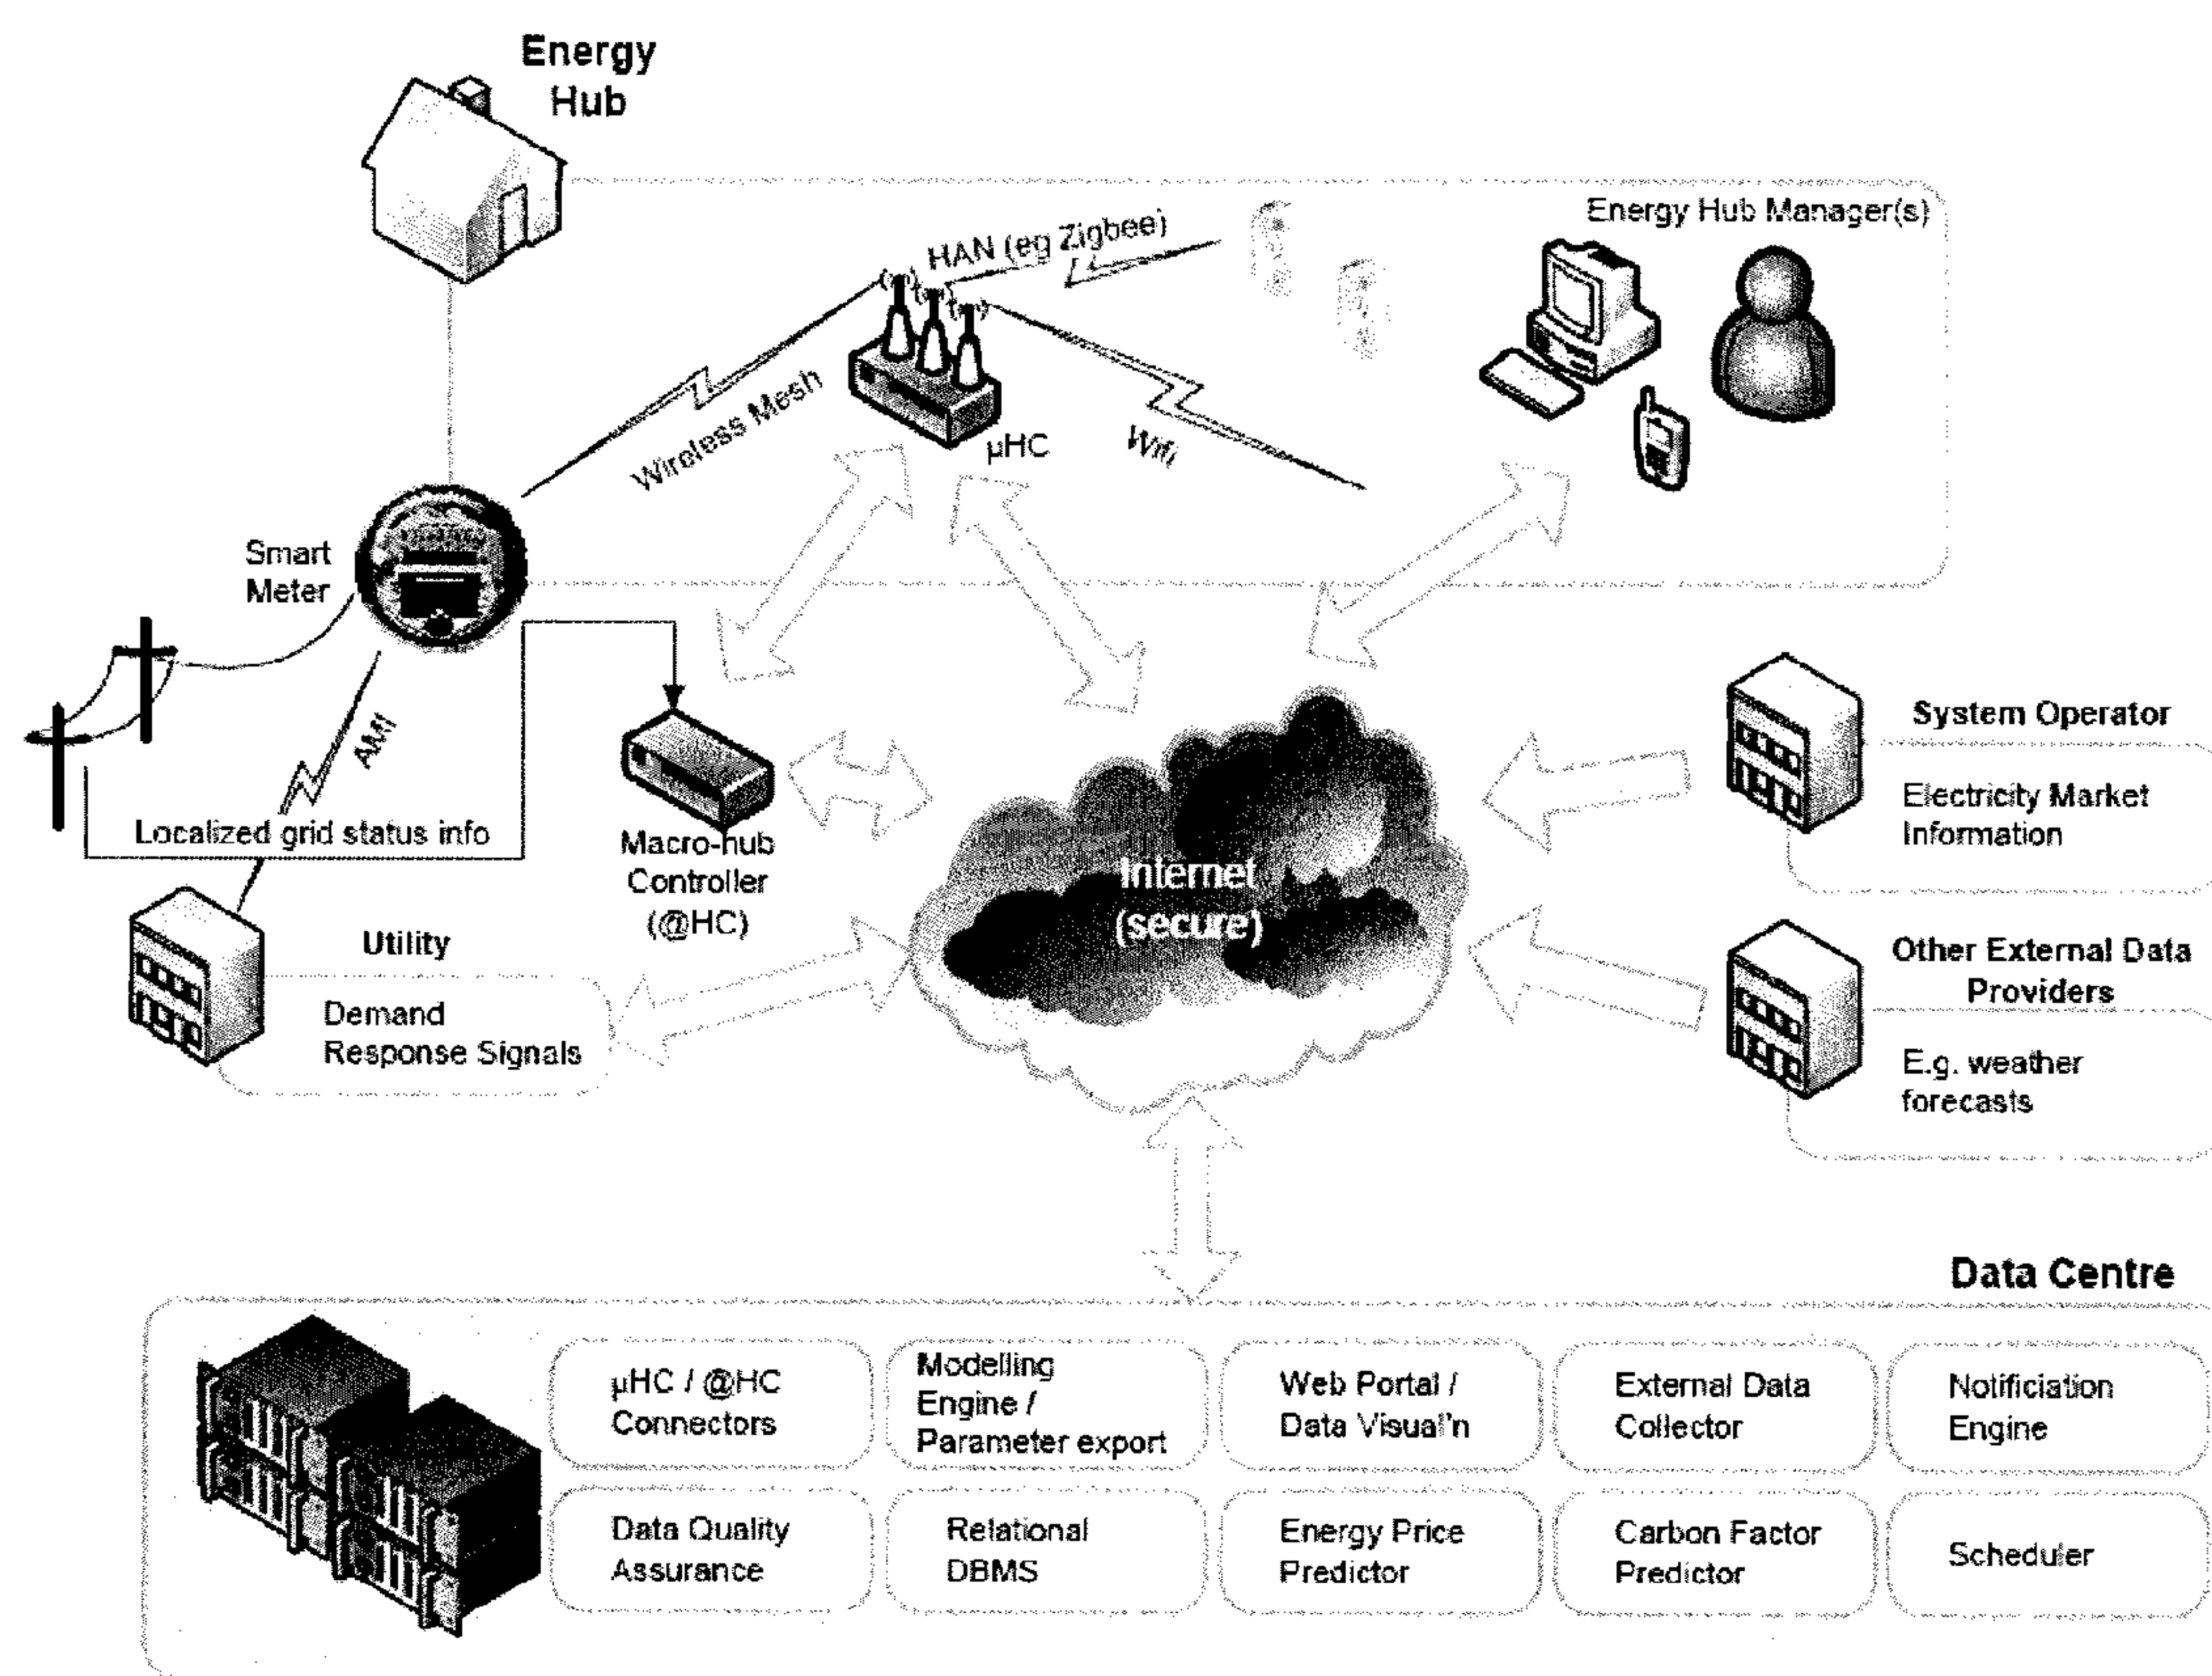 Energy
Hub
Energy Hub Manager(s)
HAN (eg Zigbee)
Wireless Mesh
µHC
Wifi
Smart
Meter
AMI
Localized grid status info
Macro-hub
Controller
(@HC)
Internet
(secure)
System Operator
Electricity Market
Information
Utility
Demand
Response Signals
Other External Data
Providers
E.g. weather
forecasts
Data Centre
µHC / @HC
Connectors
Modelling
Engine /
Parameter export
Web Portal /
Data Visual'n
External Data
Collector
Notificiation
Engine
Data Quality
Assurance
Relational
DBMS
Energy Price
Predictor
Carbon Factor
Predictor
Scheduler